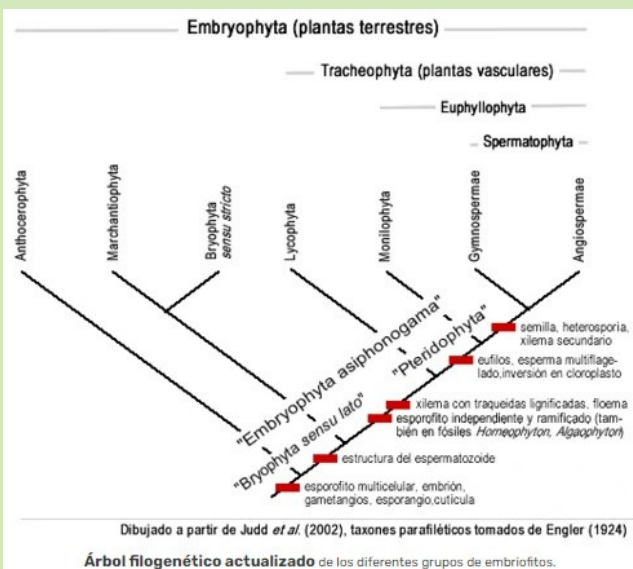 Embryophyta (plantas terrestres)
Tracheophyta (plantas vasculares)
Euphyllophyta
Spermatophyta
Anthocerophyta
Marchantiophyta
Bryophyta
sensu stricto
Lycophyta
Monilophyta
Gymnospermae
Angiospermae
"Embryophyta asiphonogama"
"Pteridophyta"
"Bryophyta sensu lato"
semilla, heterosporia,
xilema secundario
eufilos, esperma multiflage-
lado,inversión en cloroplasto
xilema con traqueidas lignificadas, floema
esporofito independiente y ramificado (tam-
bién en fósiles Horneophyton, Algaophyton)
estructura del espermatozoide
esporofito multicelular, embrión,
gametangios, esporangio,cutícula
Dibujado a partir de Judd et al. (2002), taxones parafiléticos tomados de Engler (1924)
Árbol filogenético actualizado de los diferentes grupos de embriofitos.